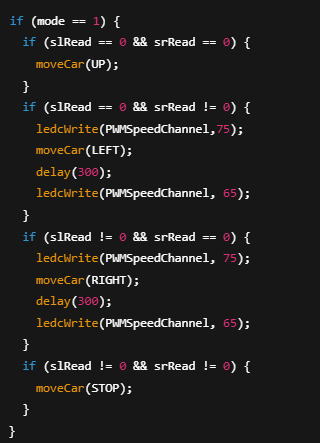 if (mode == 1) {
if (slRead == 0 && srRead == 0) {
moveCar(UP);
}
if (slRead == 0 && srRead != 0) {
ledcWrite(PWMSpeedChannel,75);
moveCar(LEFT);
delay(300);
ledcWrite(PWMSpeedChannel, 65);
}
if (slRead != 0 && srRead == 0) {
ledcWrite(PWMSpeedChannel, 75);
moveCar(RIGHT);
delay(300);
ledcWrite(PWMSpeedChannel, 65);
}
if (slRead != 0 && srRead != 0) {
moveCar(STOP);
}
}